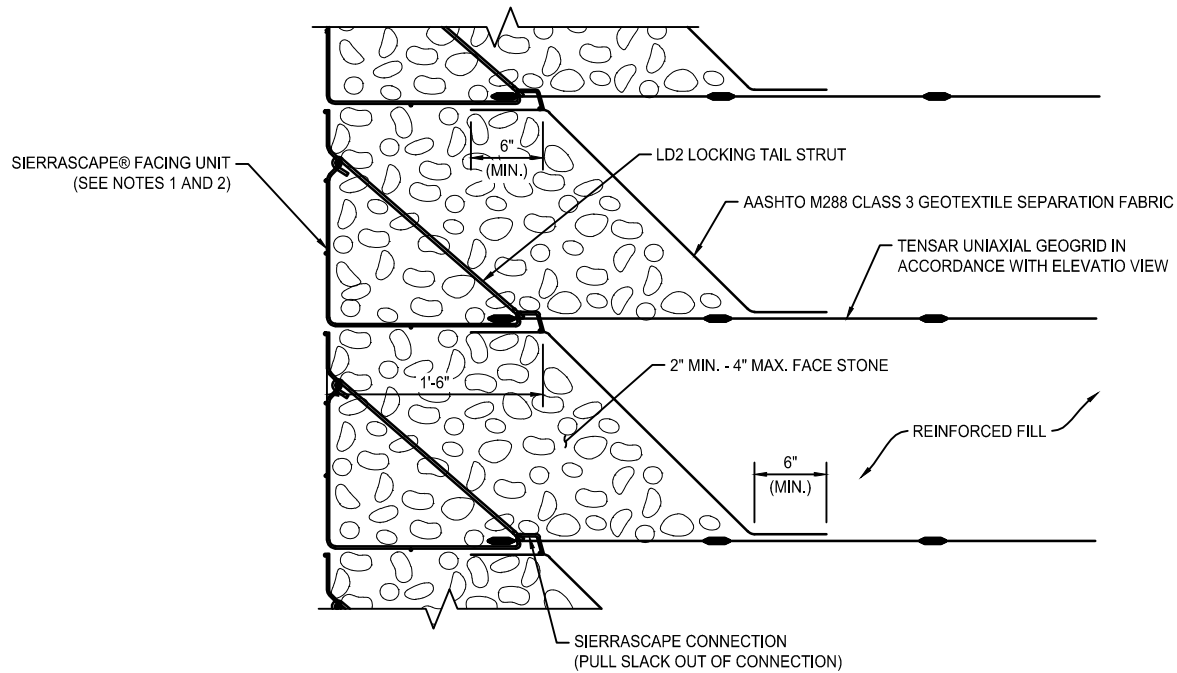 SIERRASCAPE® FACING UNIT
(SEE NOTES 1 AND 2)
6"
(MIN.)
LD2 LOCKING TAIL STRUT
AASHTO M288 CLASS 3 GEOTEXTILE SEPARATION FABRIC
TENSAR UNIAXIAL GEOGRID IN
ACCORDANCE WITH ELEVATIO VIEW
2" MIN. - 4" MAX. FACE STONE
1'-6"
REINFORCED FILL
6"
(MIN.)
SIERRASCAPE CONNECTION
(PULL SLACK OUT OF CONNECTION)